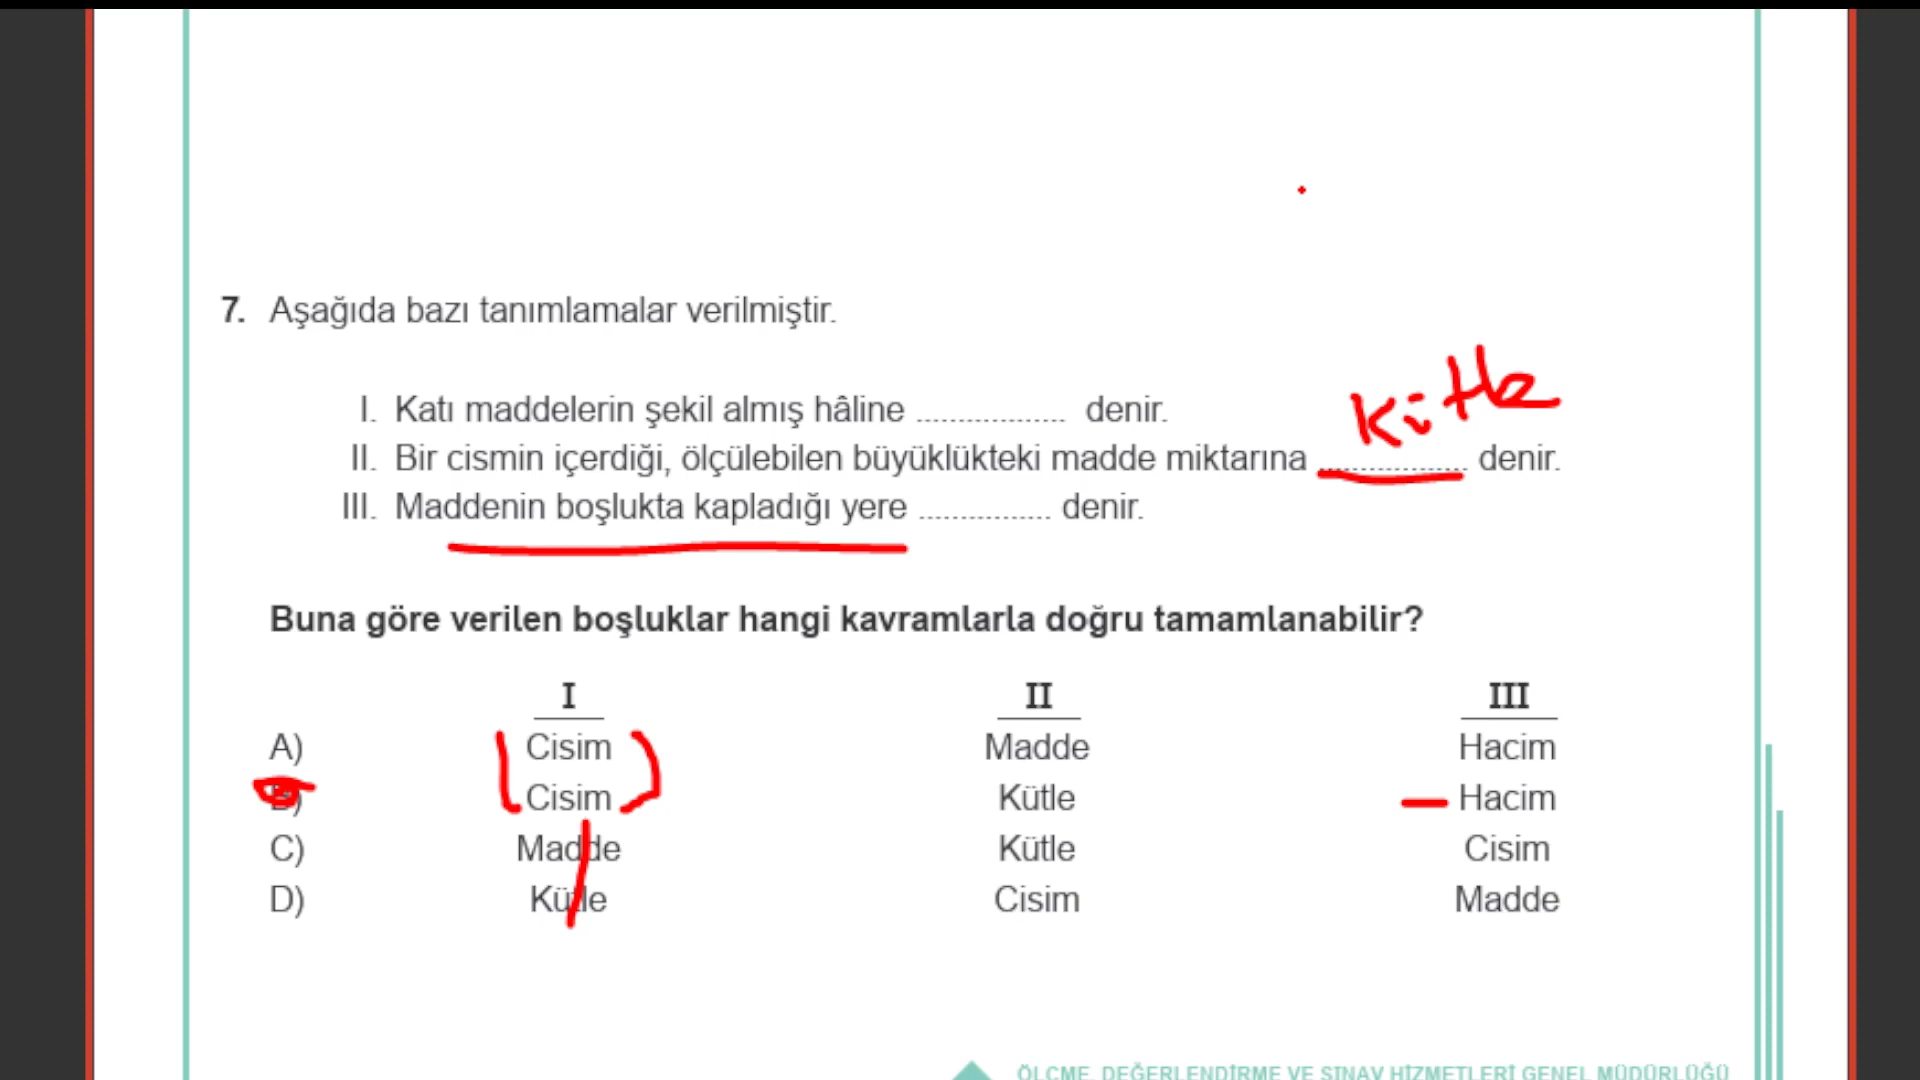 7. Aşağıda bazı tanımlamalar verilmiştir.
Kütle
I. Katı maddelerin şekil almış hâline .................. denir.
II. Bir cismin içerdiği, ölçülebilen büyüklükteki madde miktarına .................. denir.
III. Maddenin boşlukta kapladığı yere ................ denir.
Buna göre verilen boşluklar hangi kavramlarla doğru tamamlanabilir?
I II III
A) Cisim Madde Hacim
B) Cisim Kütle Hacim
C) Madde Kütle Cisim
D) Kütle Cisim Madde
ÖLÇME, DEĞERLENDİRME VE SINAV HİZMETLERİ GENEL MÜDÜRLÜĞÜ